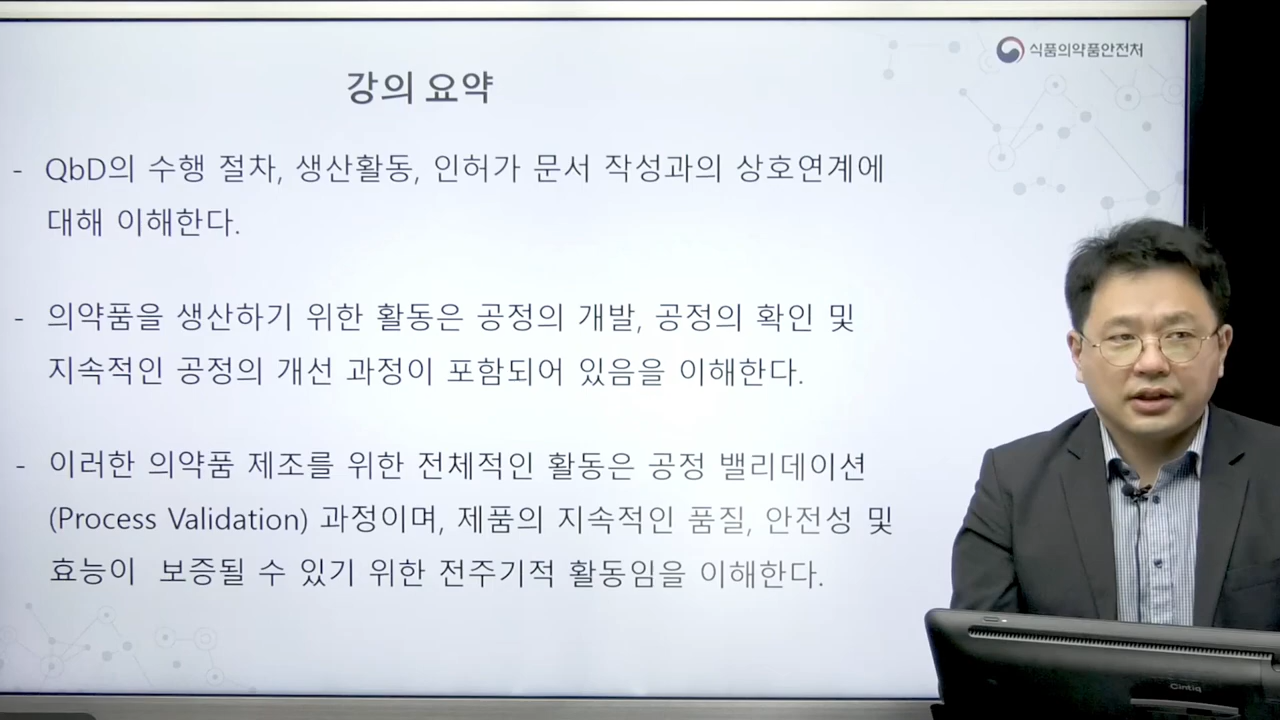 식품의약품안전처
강의 요약
- QbD의 수행 절차, 생산활동, 인허가 문서 작성과의 상호연계에
대해 이해한다.
- 의약품을 생산하기 위한 활동은 공정의 개발, 공정의 확인 및
지속적인 공정의 개선 과정이 포함되어 있음을 이해한다.
- 이러한 의약품 제조를 위한 전체적인 활동은 공정 밸리데이션
(Process Validation) 과정이며, 제품의 지속적인 품질, 안전성 및
효능이 보증될 수 있기 위한 전주기적 활동임을 이해한다.
Cintiq